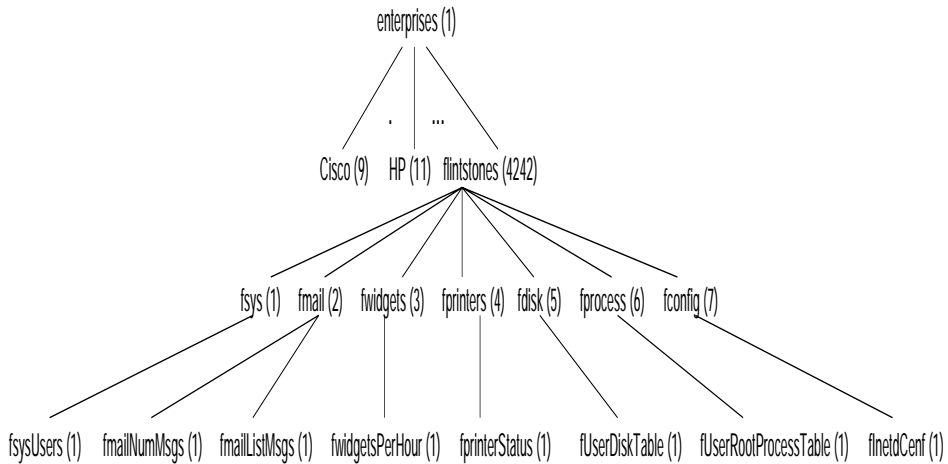 enterprises (1)
. ...
Cisco (9) HP (11) flintstones (4242)
fsys (1) fmail (2) fwidgets (3) fprinters (4) fdisk (5) fprocess (6) fconfig (7)
fsysUsers (1) fmailNumMsgs (1) fmailListMsgs (1) fwidgetsPerHour (1) fprinterStatus (1) fUserDiskTable (1) fUserRootProcessTable (1) fInetdCenf (1)